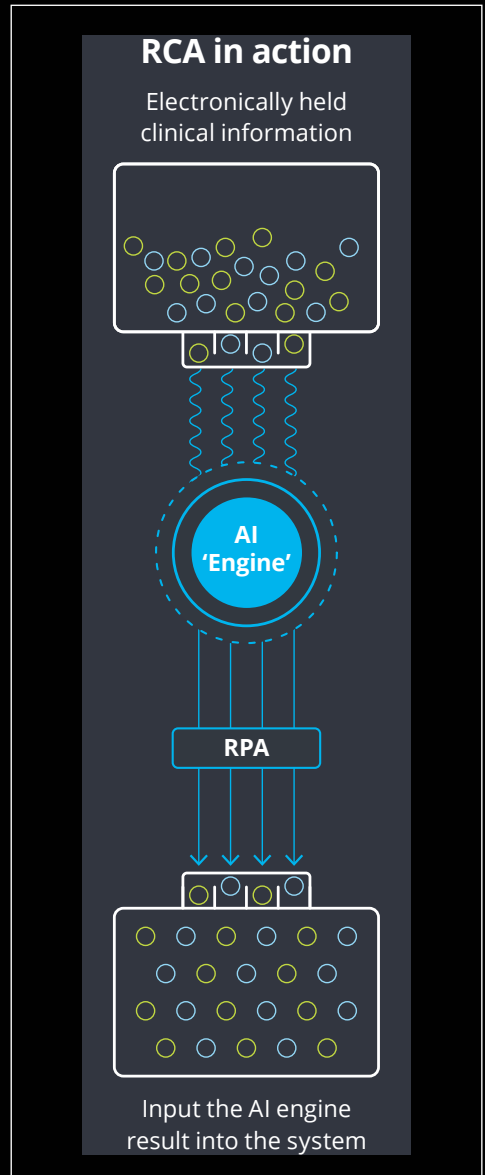 RCA in action
Electronically held
clinical information
AI
‘Engine’
RPA
Input the AI engine
result into the system